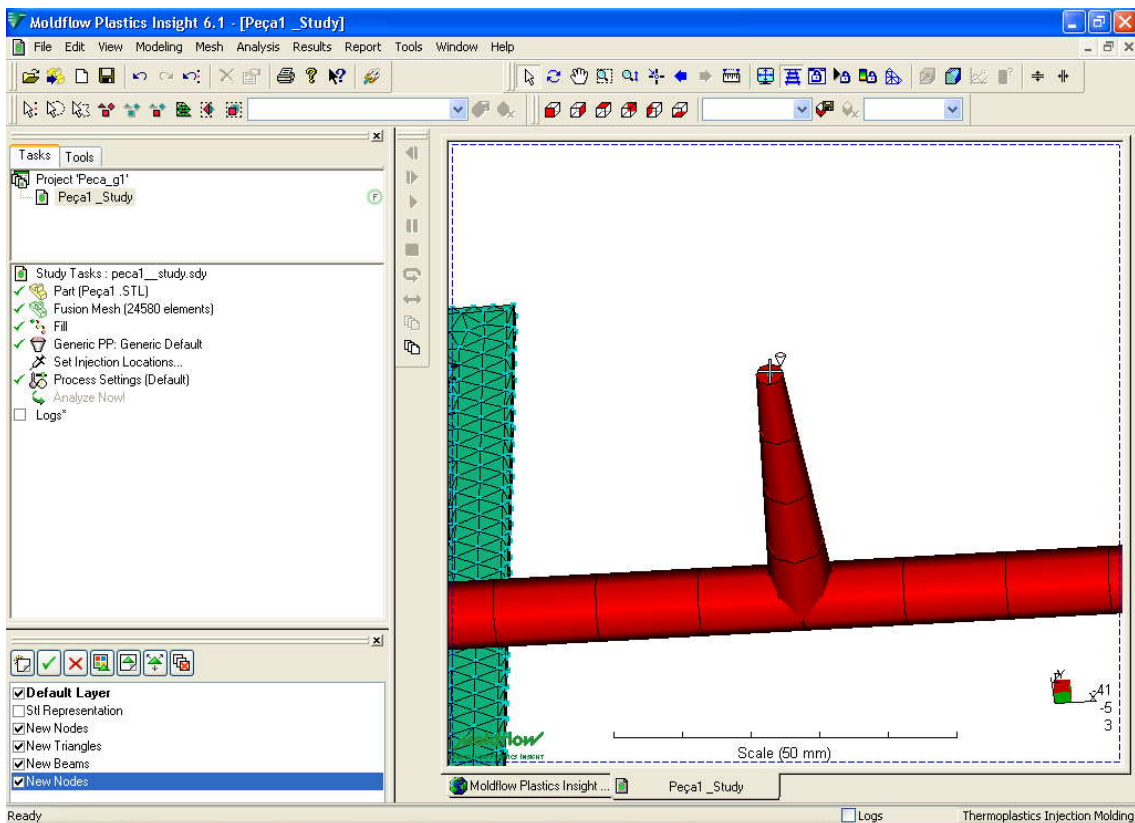 Moldflow Plastics Insight 6.1 - [Peça1 _Study]
File Edit View Modeling Mesh Analysis Results Report Tools Window Help
Tasks Tools
Project 'Peca_g1'
Peça1 _Study
F
Study Tasks : peca1__study.sdy
Part (Peça1 .STL)
Fusion Mesh (24580 elements)
Fill
Generic PP: Generic Default
Set Injection Locations...
Process Settings (Default)
Analyze Now!
Logs*
Default Layer
Stl Representation
New Nodes
New Triangles
New Beams
New Nodes
Scale (50 mm)
X
-41
-5
3
Moldflow Plastics Insight ... Peça1 _Study
Ready Logs Thermoplastics Injection Molding